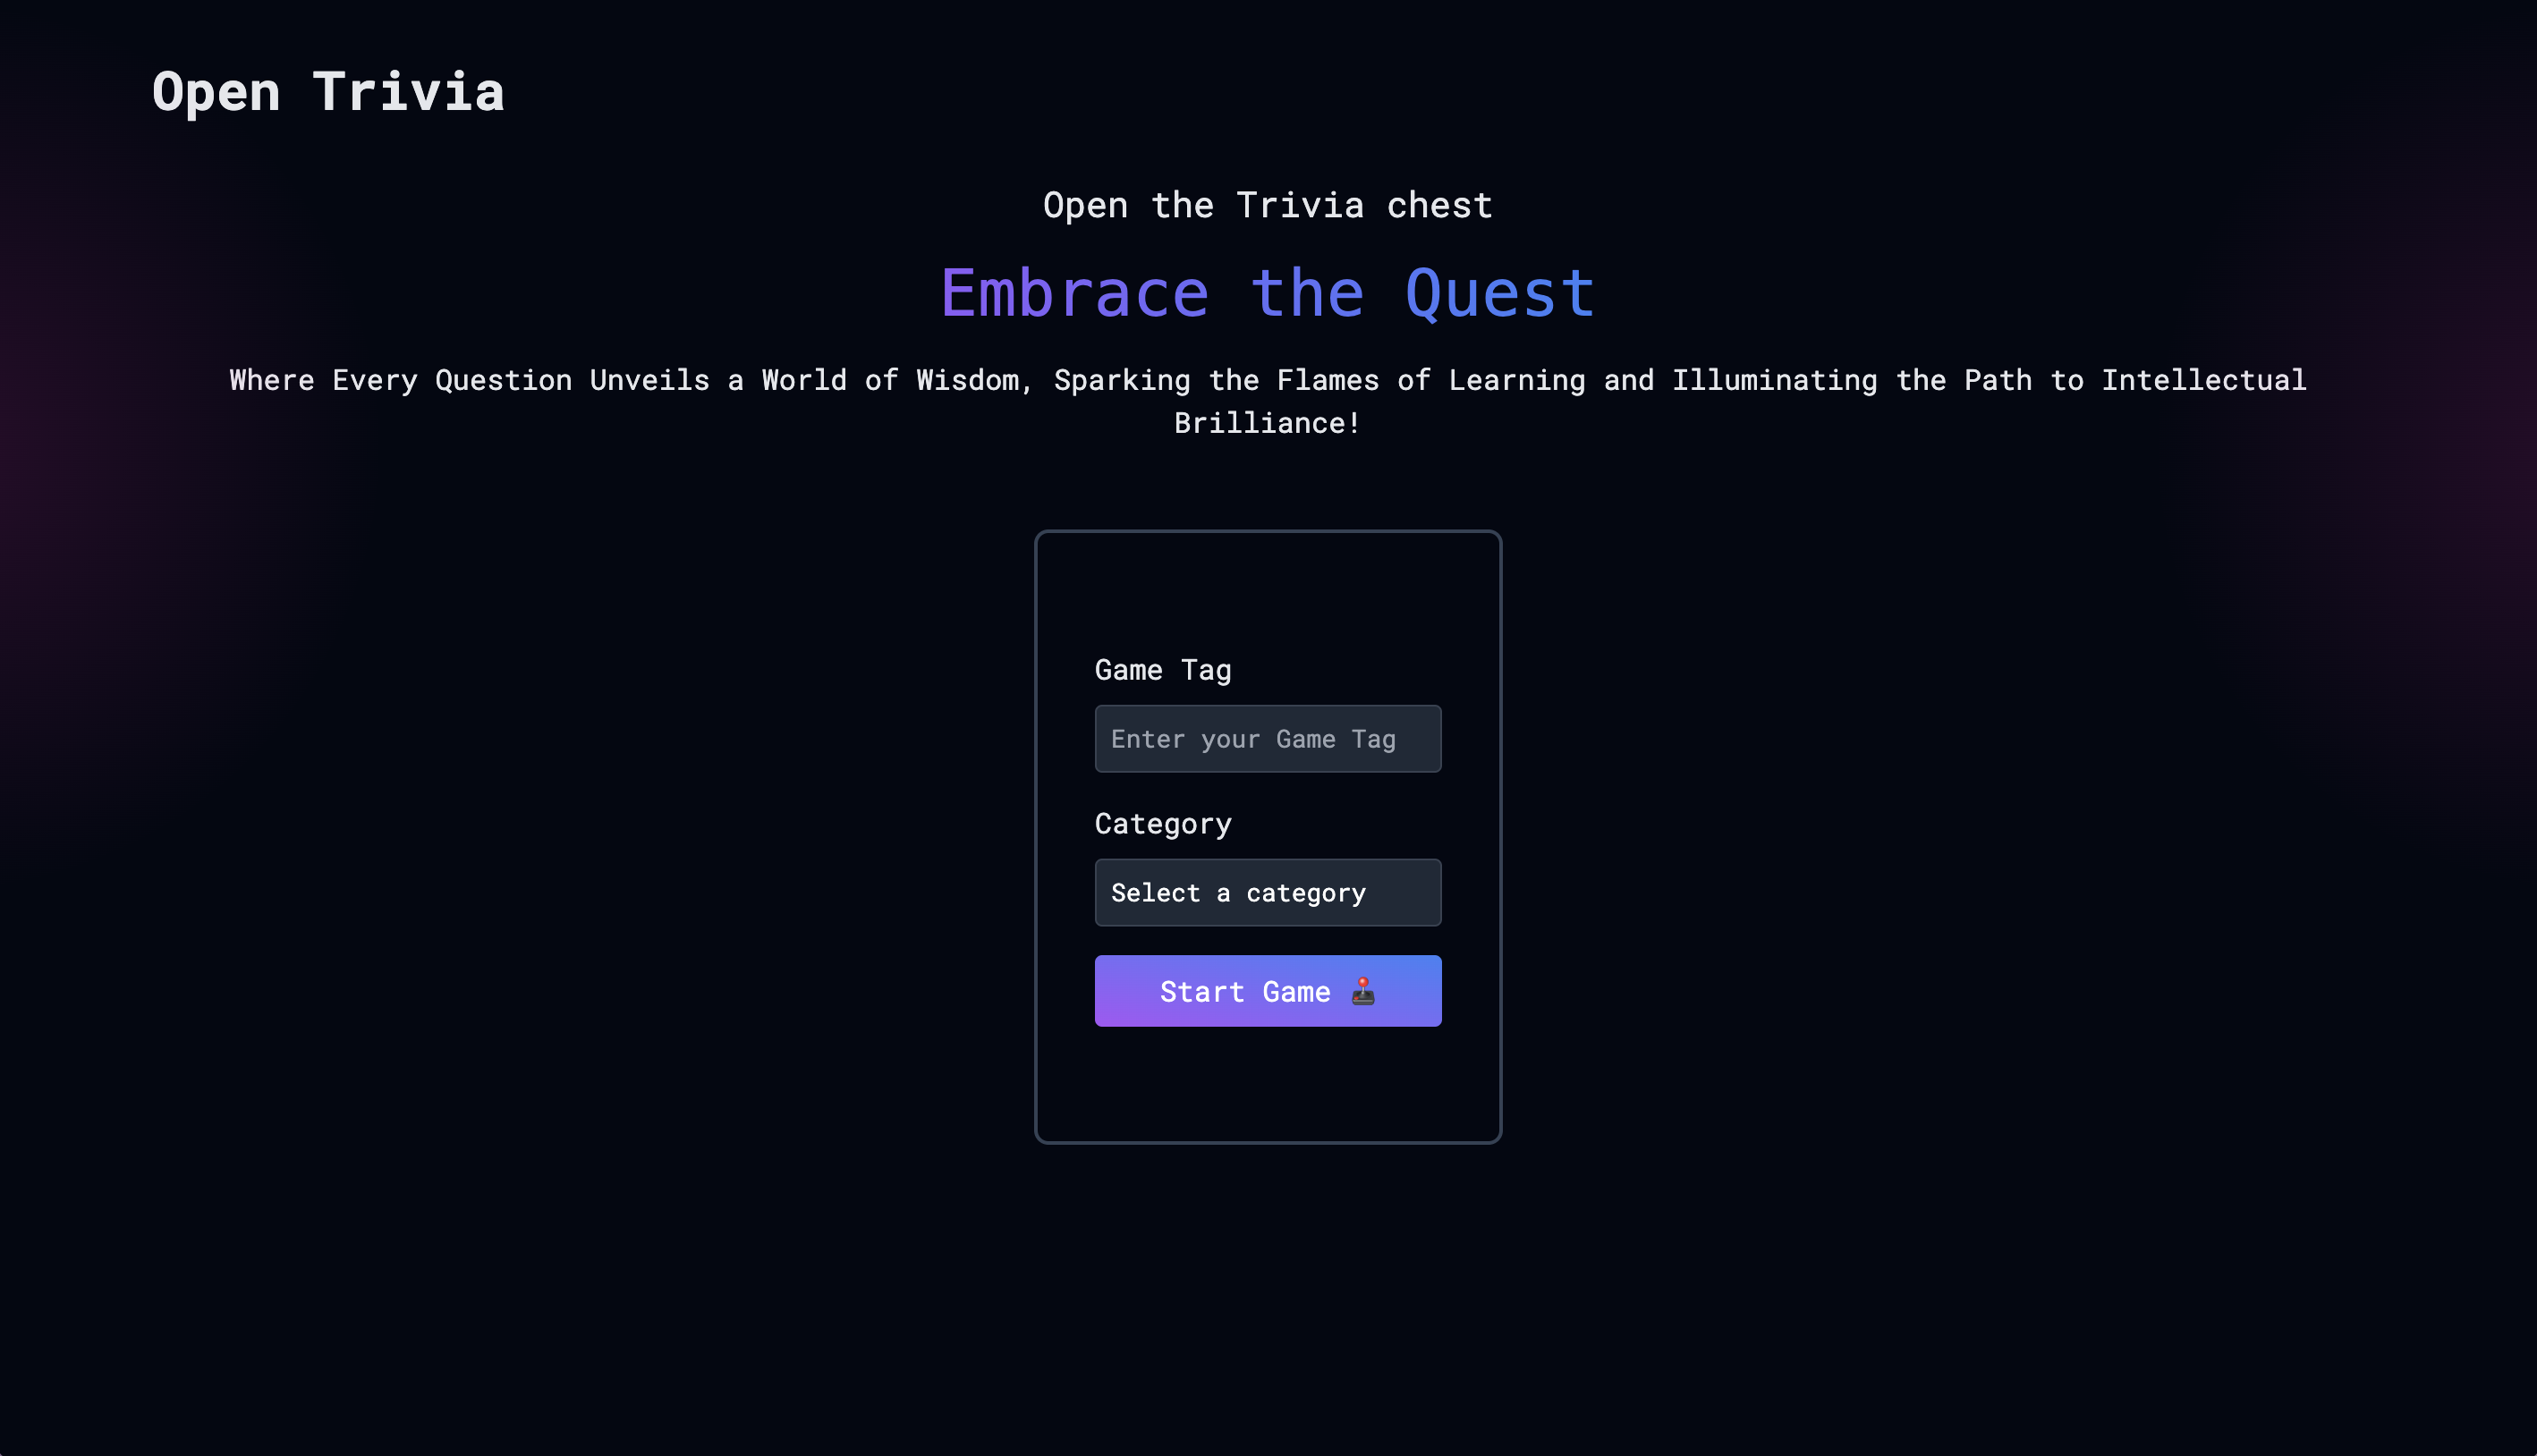 Open Trivia
Open the Trivia chest
Embrace the Quest
Where Every Question Unveils a World of Wisdom, Sparking the Flames of Learning and Illuminating the Path to Intellectual
Brilliance!
Game Tag
Enter your Game Tag
Category
Select a category
Start Game 🕹️